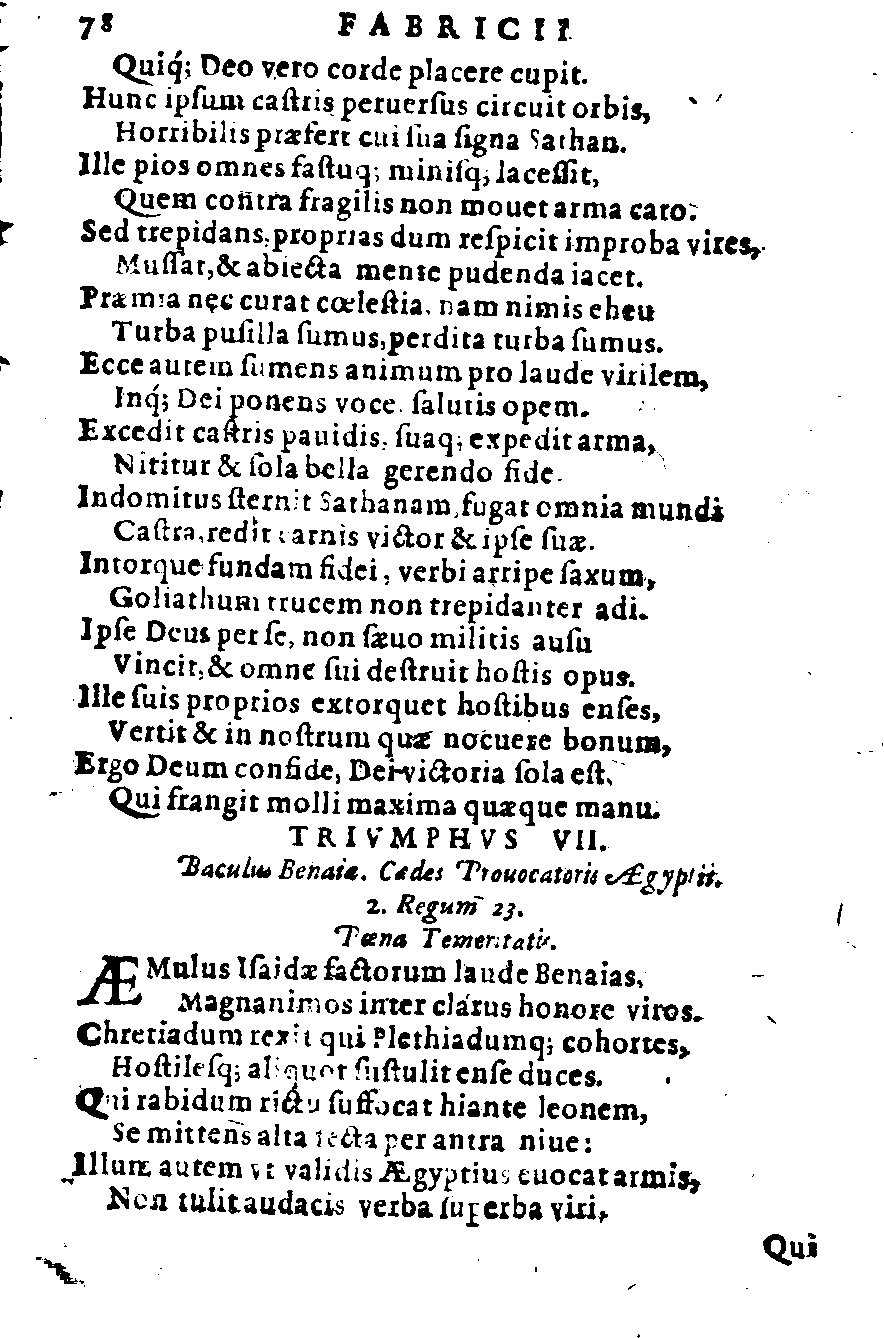 78 FABRICII
Quiq́; Deo vero corde placere cupit.
Hunc ipſum caſtris peruerſus circuit orbis,
Horribilis præfert cui ſua ſigna Sathan.
Ille pios omnes faſtuq; miniſq; laceſſit,
Quem contra fragilis non mouet arma caro:
Sed trepidans, proprias dum reſpicit improba vires,
Muſſat, & abiecta mente pudenda iacet.
Præmia nęc curat cœleſtia, nam nimis eheu
Turba puſilla ſumus, perdita turba ſumus.
Ecce autem ſumens animum pro laude virilem,
Inq́; Dei ponens voce ſalutis opem.
Excedit caſtris pauidis, ſuaq; expedit arma,
Nititur & ſola bella gerendo fide.
Indomitus ſternit Sathanam, fugat omnia mundi
Caſtra, redit carnis victor & ipſe ſuæ.
Intorque fundam fidei, verbi arripe ſaxum,
Goliathum trucem non trepidanter adi.
Ipſe Deus per ſe, non ſæuo militis auſu
Vincit, & omne ſui deſtruit hoſtis opus.
Ille ſuis proprios extorquet hoſtibus enſes,
Vertit & in noſtrum quæ nocuere bonum,
Ergo Deum confide, Dei victoria ſola eſt,
Qui frangit molli maxima quæque manu.
TRIVMPHVS VII.
Baculus Benaiæ. Cædes Prouocatoris Ægyptii.
2. Regum 23.
Pœna Temeritatis.
ÆMulus Iſaidæ factorum laude Benaias,
Magnanimos inter clarus honore viros.
Chretiadum rexit qui Plethiadumq; cohortes,
Hoſtileſq; aliquot ſuſtulit enſe duces.
Qui rabidum rictu ſuffocat hiante leonem,
Se mittens alta tecta per antra niue:
Illum autem vt validis Ægyptius euocat armis,
Non tulit audacis verba ſuperba viri,
Qui